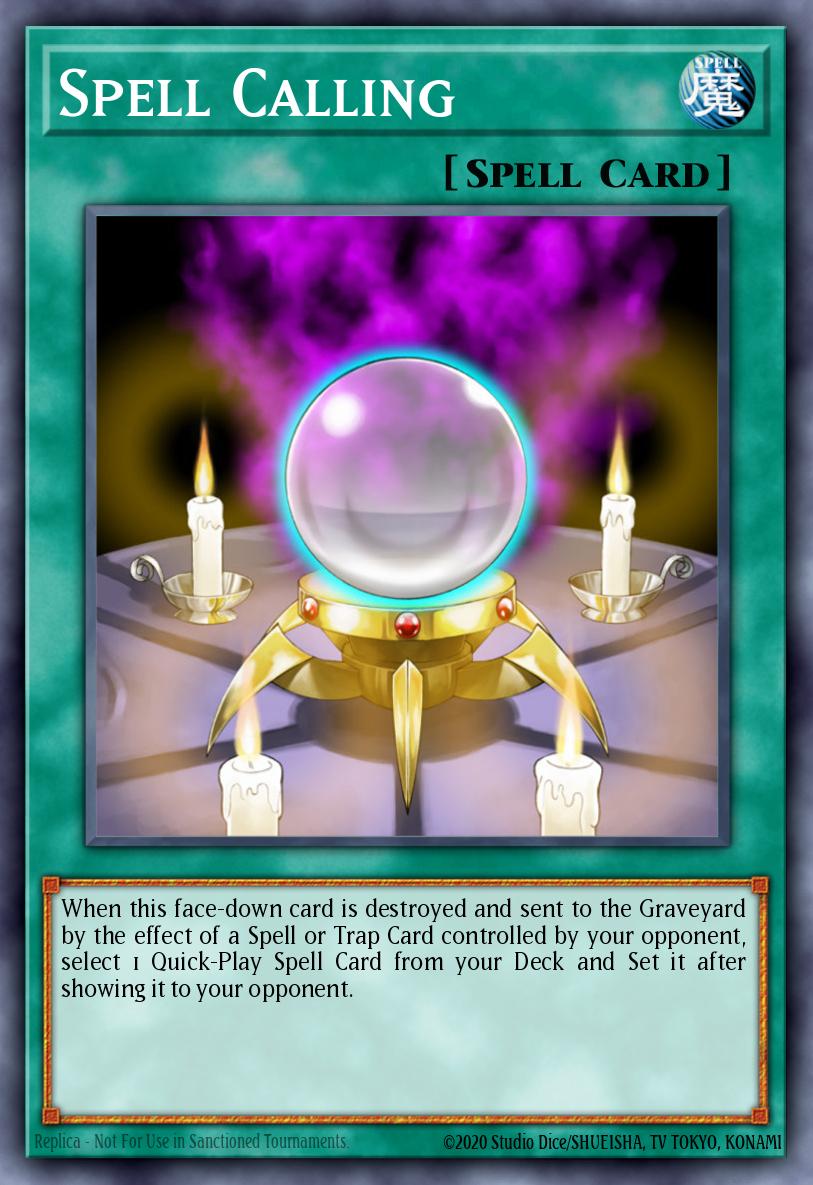 Spell Calling
SPELL
魔
[Spell Card]
When this face-down card is destroyed and sent to the Graveyard
by the effect of a Spell or Trap Card controlled by your opponent,
select 1 Quick-Play Spell Card from your Deck and Set it after
showing it to your opponent.
Replica - Not For Use in Sanctioned Tournaments.
©2020 Studio Dice/SHUEISHA, TV TOKYO, KONAMI